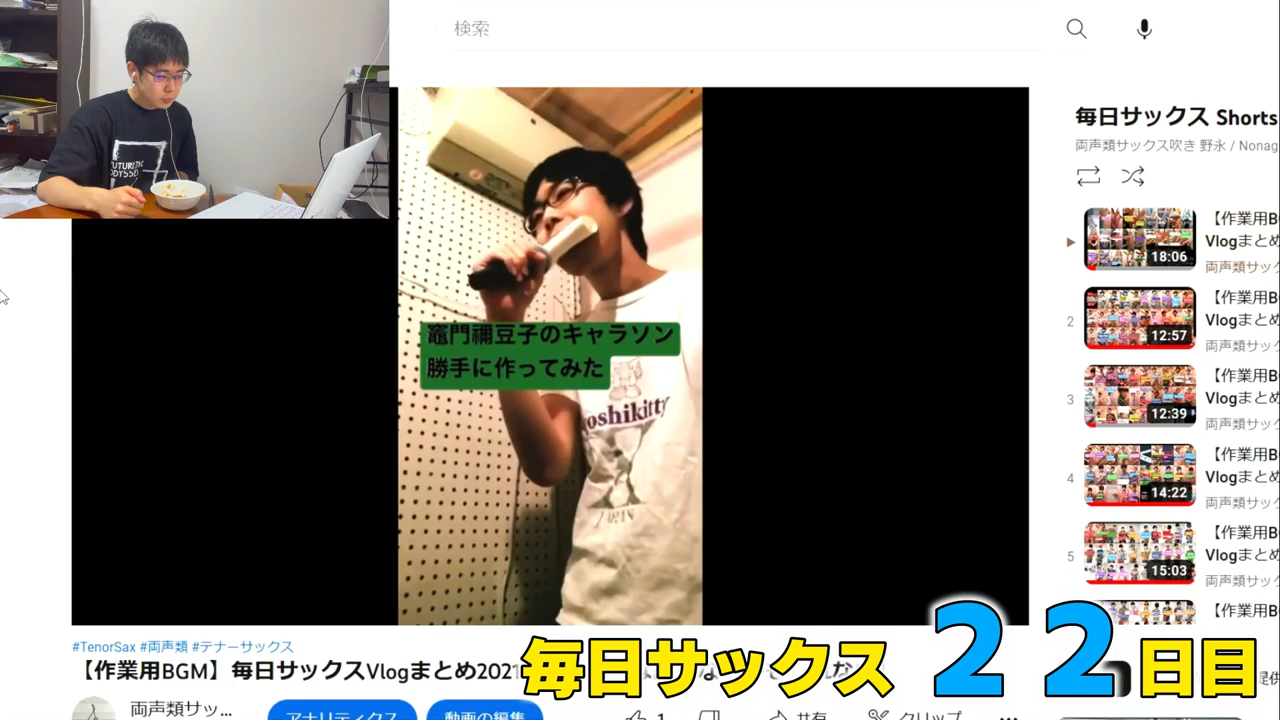 検索
FUTURISTIC
ODYSSEY
竈門禰豆子のキャラソン
勝手に作ってみた
oshikitty
毎日サックス Shorts
両声類サックス吹き 野永 / Nonag
【作業用B
Vlogまとめ
18:06
両声類サック
2
【作業用B
Vlogまとめ
12:57
両声類サック
3
【作業用B
Vlogまとめ
12:39
両声類サック
4
【作業用B
Vlogまとめ
14:22
両声類サック
5
【作業用B
Vlogまとめ
15:03
両声類サック
【作業用B
#TenorSax #両声類 #テナーサックス
【作業用BGM】毎日サックスVlogまとめ2021
毎日サックス 22日目
両声類サッ...
アナリティクス
動画の編集
1
共有
クリップ